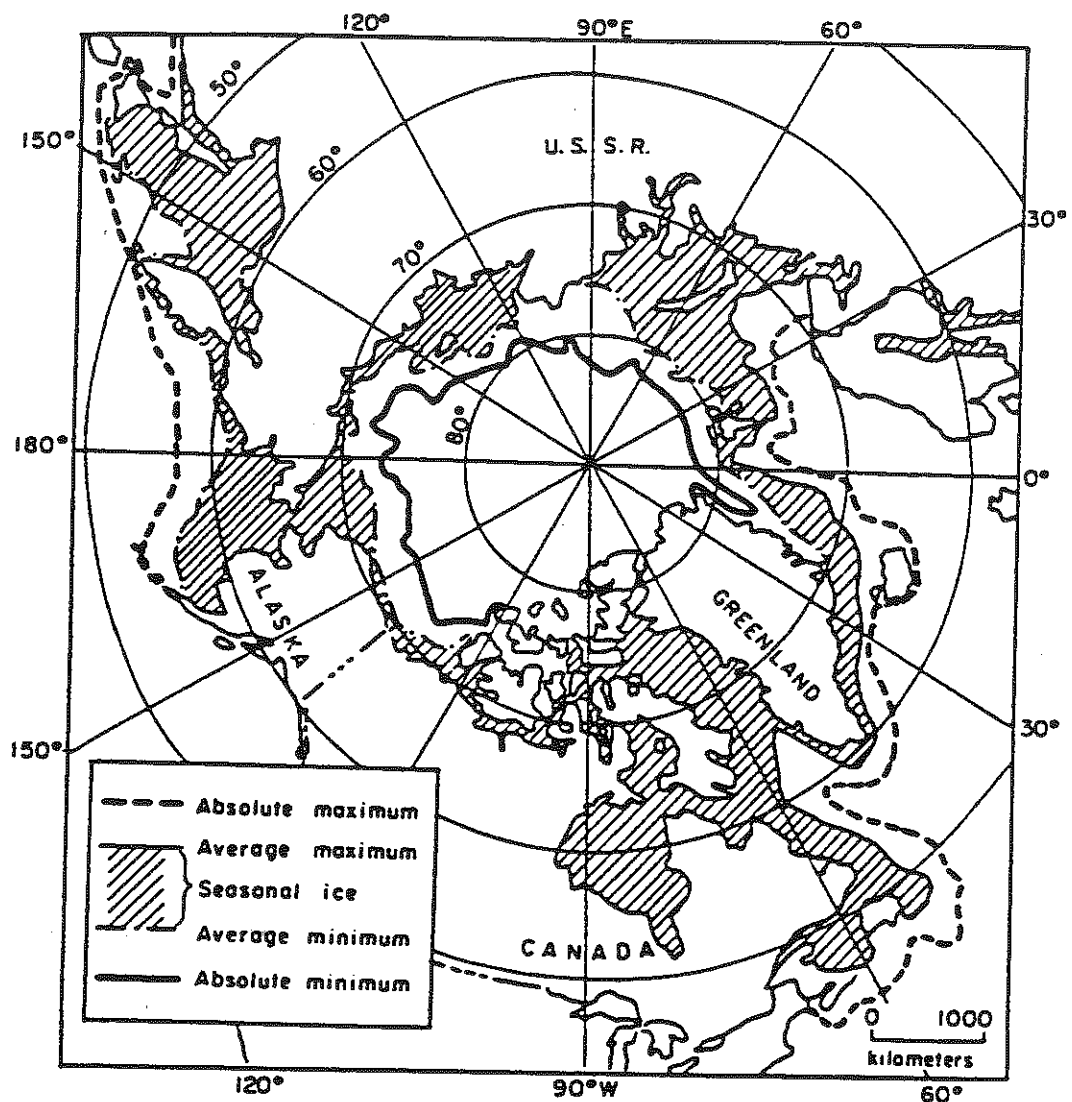 120°
90°E
60°
50°
150°
60°
U. S. S. R.
30°
70°
80°
180°
0°
ALASKA
GREENLAND
150°
30°
Absolute maximum
Average maximum
Seasonal ice
Average minimum
Absolute minimum
CANADA
0 1000
kilometers
120°
90°W
60°